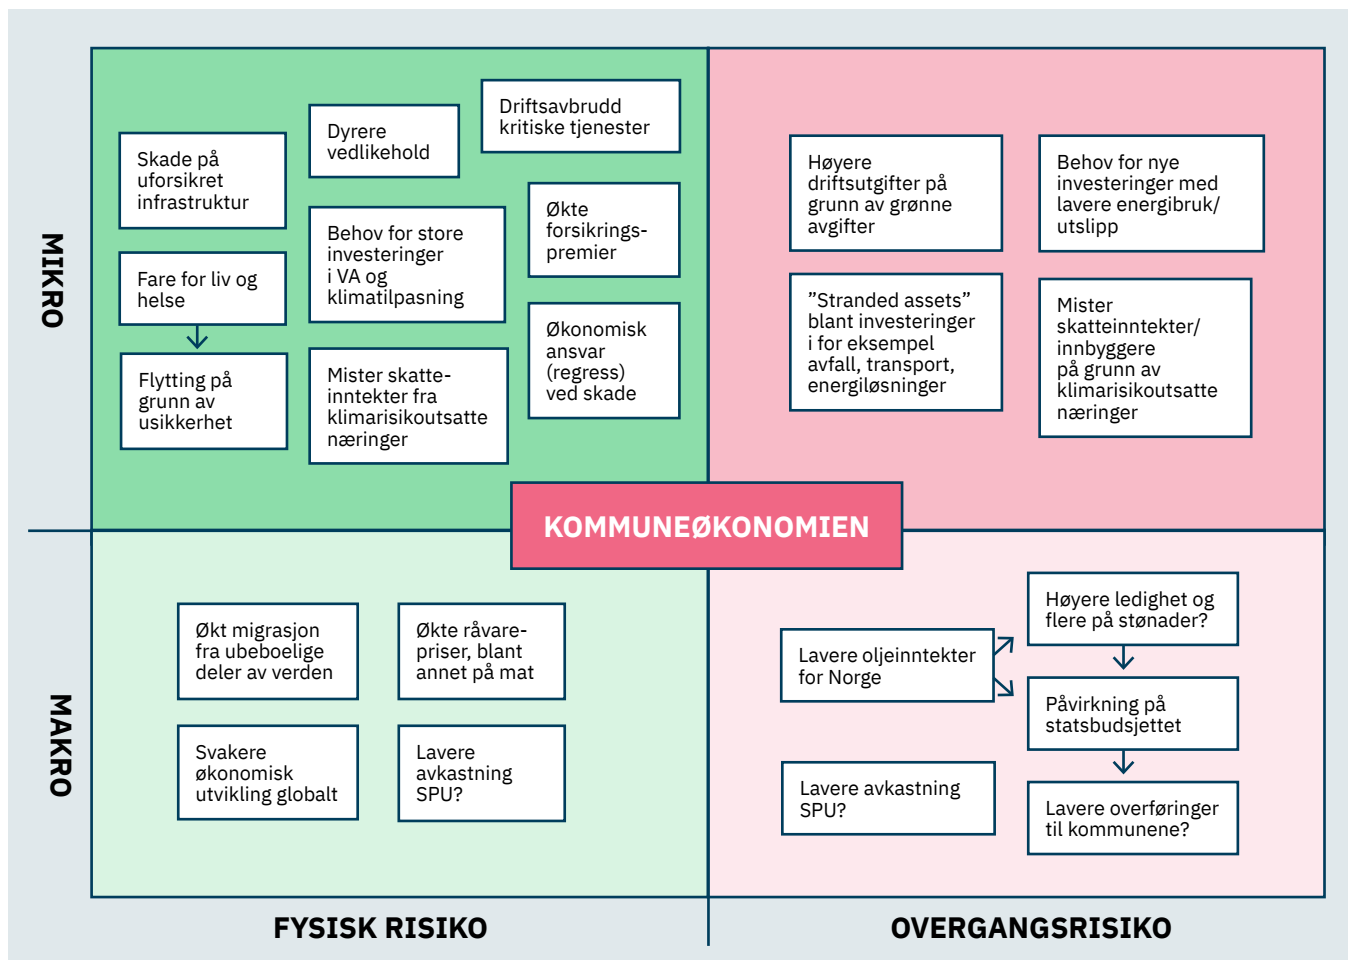 MIKRO
Skade på
uforsikret
infrastruktur
Fare for liv og
helse
Flytting på
grunn av
usikkerhet
Dyrere
vedlikehold
Behov for store
investeringer
i VA og
klimatilpasning
Mister skatte-
inntekter fra
klimarisikoutsatte
næringer
Driftsavbrudd
kritiske tjenester
Økte
forsikrings-
premier
Økonomisk
ansvar
(regress)
ved skade
Høyere
driftsutgifter på
grunn av grønne
avgifter
”Stranded assets”
blant investeringer
i for eksempel
avfall, transport,
energiløsninger
Behov for nye
investeringer med
lavere energibruk/
utslipp
Mister
skatteinntekter/
innbyggere
på grunn av
klimarisikoutsatte
næringer
KOMMUNEØKONOMIEN
MAKRO
Økt migrasjon
fra ubeboelige
deler av verden
Økte råvare-
priser, blant
annet på mat
Svakere
økonomisk
utvikling globalt
Lavere
avkastning
SPU?
Lavere oljeinntekter
for Norge
Lavere avkastning
SPU?
Høyere ledighet og
flere på stønader?
Påvirkning på
statsbudsjettet
Lavere overføringer
til kommunene?
FYSISK RISIKO
OVERGANGSRISIKO